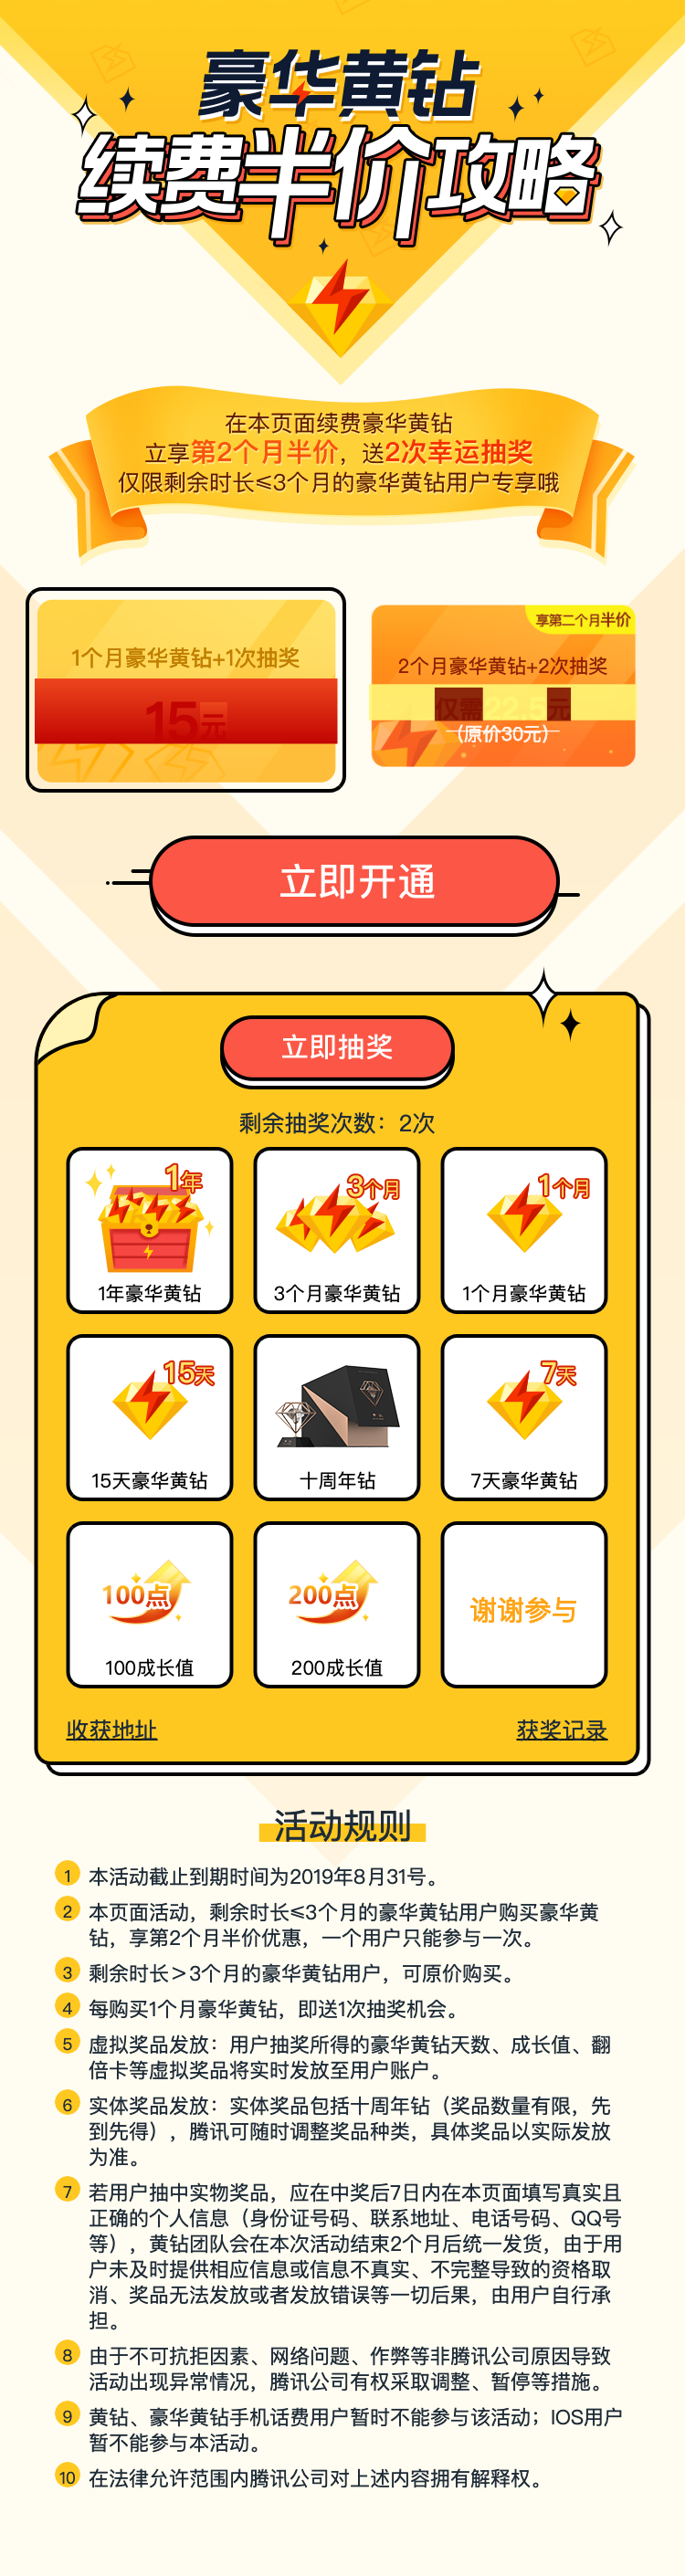 豪华黄钻
续费半价攻略
在本页面续费豪华黄钻
立享第2个月半价，送2次幸运抽奖
仅限剩余时长≤3个月的豪华黄钻用户专享哦
1个月豪华黄钻+1次抽奖
15元
享第二个月半价
2个月豪华黄钻+2次抽奖
仅需22.5元
（原价30元）
立即开通
立即抽奖
剩余抽奖次数：2次
1年
3个月
1个月
1年豪华黄钻
3个月豪华黄钻
1个月豪华黄钻
15天
7天
15天豪华黄钻
十周年钻
7天豪华黄钻
100点
200点
谢谢参与
100成长值
200成长值
收获地址
获奖记录
活动规则
1 本活动截止到期时间为2019年8月31号。
2 本页面活动，剩余时长≤3个月的豪华黄钻用户购买豪华黄
钻，享第2个月半价优惠，一个用户只能参与一次。
3 剩余时长＞3个月的豪华黄钻用户，可原价购买。
4 每购买1个月豪华黄钻，即送1次抽奖机会。
5 虚拟奖品发放：用户抽奖所得的豪华黄钻天数、成长值、翻
倍卡等虚拟奖品将实时发放至用户账户。
6 实体奖品发放：实体奖品包括十周年钻（奖品数量有限，先
到先得），腾讯可随时调整奖品种类，具体奖品以实际发放
为准。
7 若用户抽中实物奖品，应在中奖后7日内在本页面填写真实且
正确的个人信息（身份证号码、联系地址、电话号码、QQ号
等），黄钻团队会在本次活动结束2个月后统一发货，由于用
户未及时提供相应信息或信息不真实、不完整导致的资格取
消、奖品无法发放或者发放错误等一切后果，由用户自行承
担。
8 由于不可抗拒因素、网络问题、作弊等非腾讯公司原因导致
活动出现异常情况，腾讯公司有权采取调整、暂停等措施。
9 黄钻、豪华黄钻手机话费用户暂时不能参与该活动；IOS用户
暂不能参与本活动。
10 在法律允许范围内腾讯公司对上述内容拥有解释权。